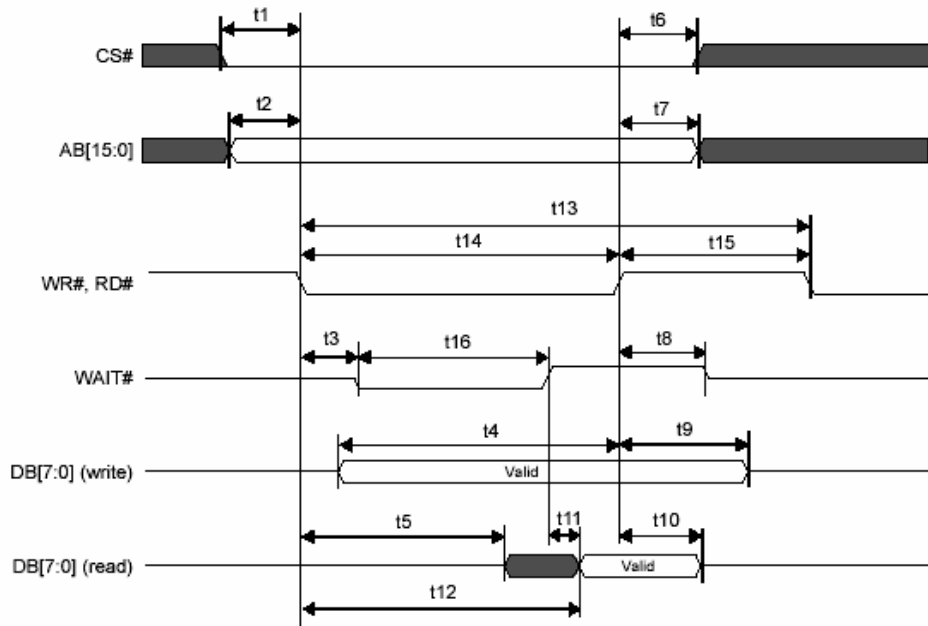 t1 t6
CS#
t2 t7
AB[15:0]
t13
t14 t15
WR#, RD#
t3 t16 t8
WAIT#
t4 t9
DB[7:0] (write) Valid
t5 t11 t10
DB[7:0] (read) Valid
t12